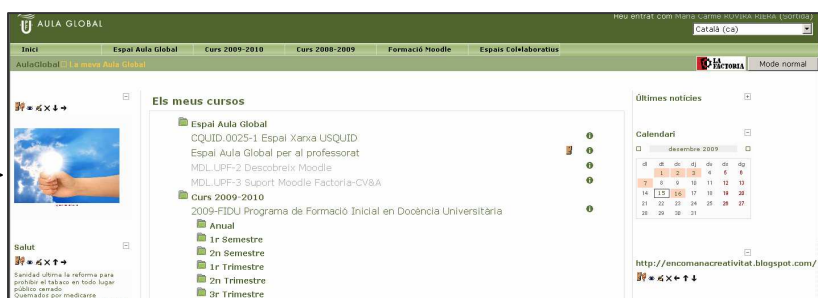 AULA GLOBAL
Heu entrat com Maria Carme ROVIRA RIERA (Sortida)
Català (ca)
Inici Espai Aula Global Curs 2009-2010 Curs 2008-2009 Formació Moodle Espais Col•laboratius
AulaGlobal La meva Aula Global
LA FACTORIA Mode normal
Els meus cursos
Espai Aula Global
CQUID.0025-1 Espai Xarxa USQUID
Espai Aula Global per al professorat
MDL.UPF-2 Descobreix Moodle
MDL.UPF-3 Suport Moodle Factoria-CV&A
Curs 2009-2010
2009-FIDU Programa de Formació Inicial en Docència Universitària
Anual
1r Semestre
2n Semestre
1r Trimestre
2n Trimestre
3r Trimestre
Salut
Sanidad ultima la reforma para
prohibir el tabaco en todo lugar
público cerrado
Quemados por medicarce
Últimes notícies
Calendari
desembre 2009
dl dt dc dj dv ds dg
1 2 3 4 5 6
7 8 9 10 11 12 13
14 15 16 17 18 19 20
21 22 23 24 25 26 27
28 29 30 31
http://encomanacreativitat.blogspot.com/